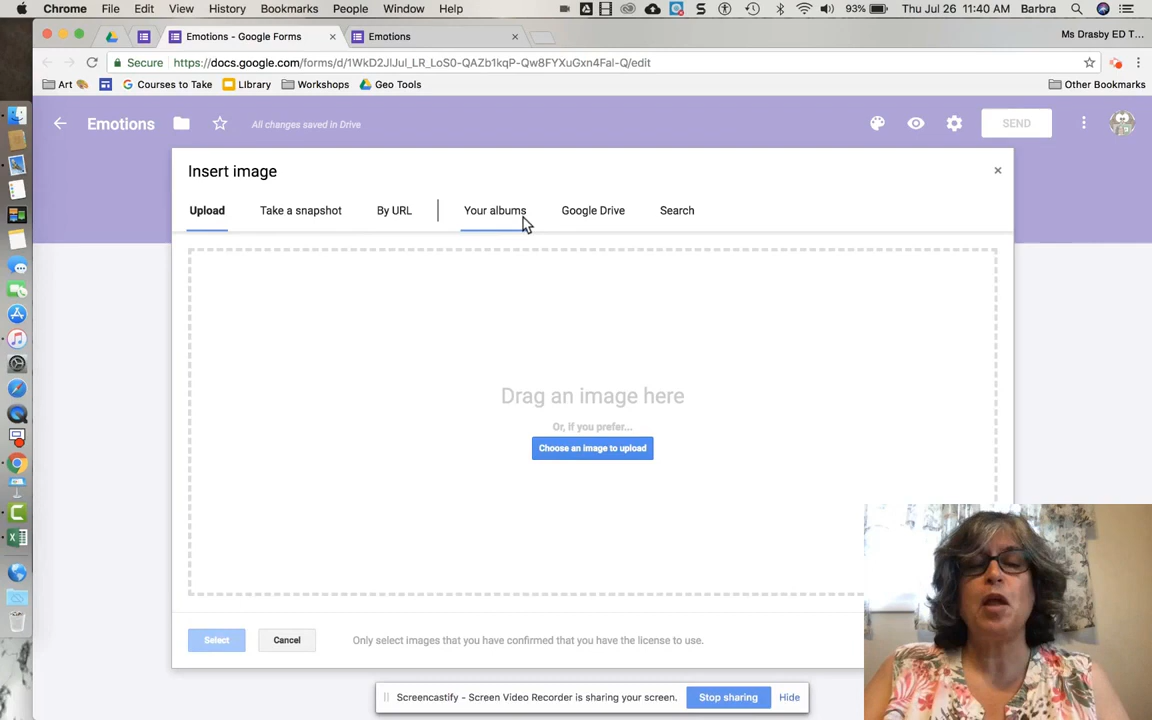 Chrome File Edit View History Bookmarks People Window Help 93% Thu Jul 26 11:40 AM Barbra
Emotions - Google Forms Emotions Ms Drasby ED T...
Secure https://docs.google.com/forms/d/1WkD2JlJul_LR_LoS0-QAZb1kqP-Qw8FYXuGxn4Fal-Q/edit
Art Courses to Take Library Workshops Geo Tools Other Bookmarks
Emotions All changes saved in Drive SEND
Insert image
Upload Take a snapshot By URL Your albums Google Drive Search
Drag an image here
Or, if you prefer...
Choose an image to upload
Select Cancel Only select images that you have confirmed that you have the license to use.
Screencastify - Screen Video Recorder is sharing your screen. Stop sharing Hide